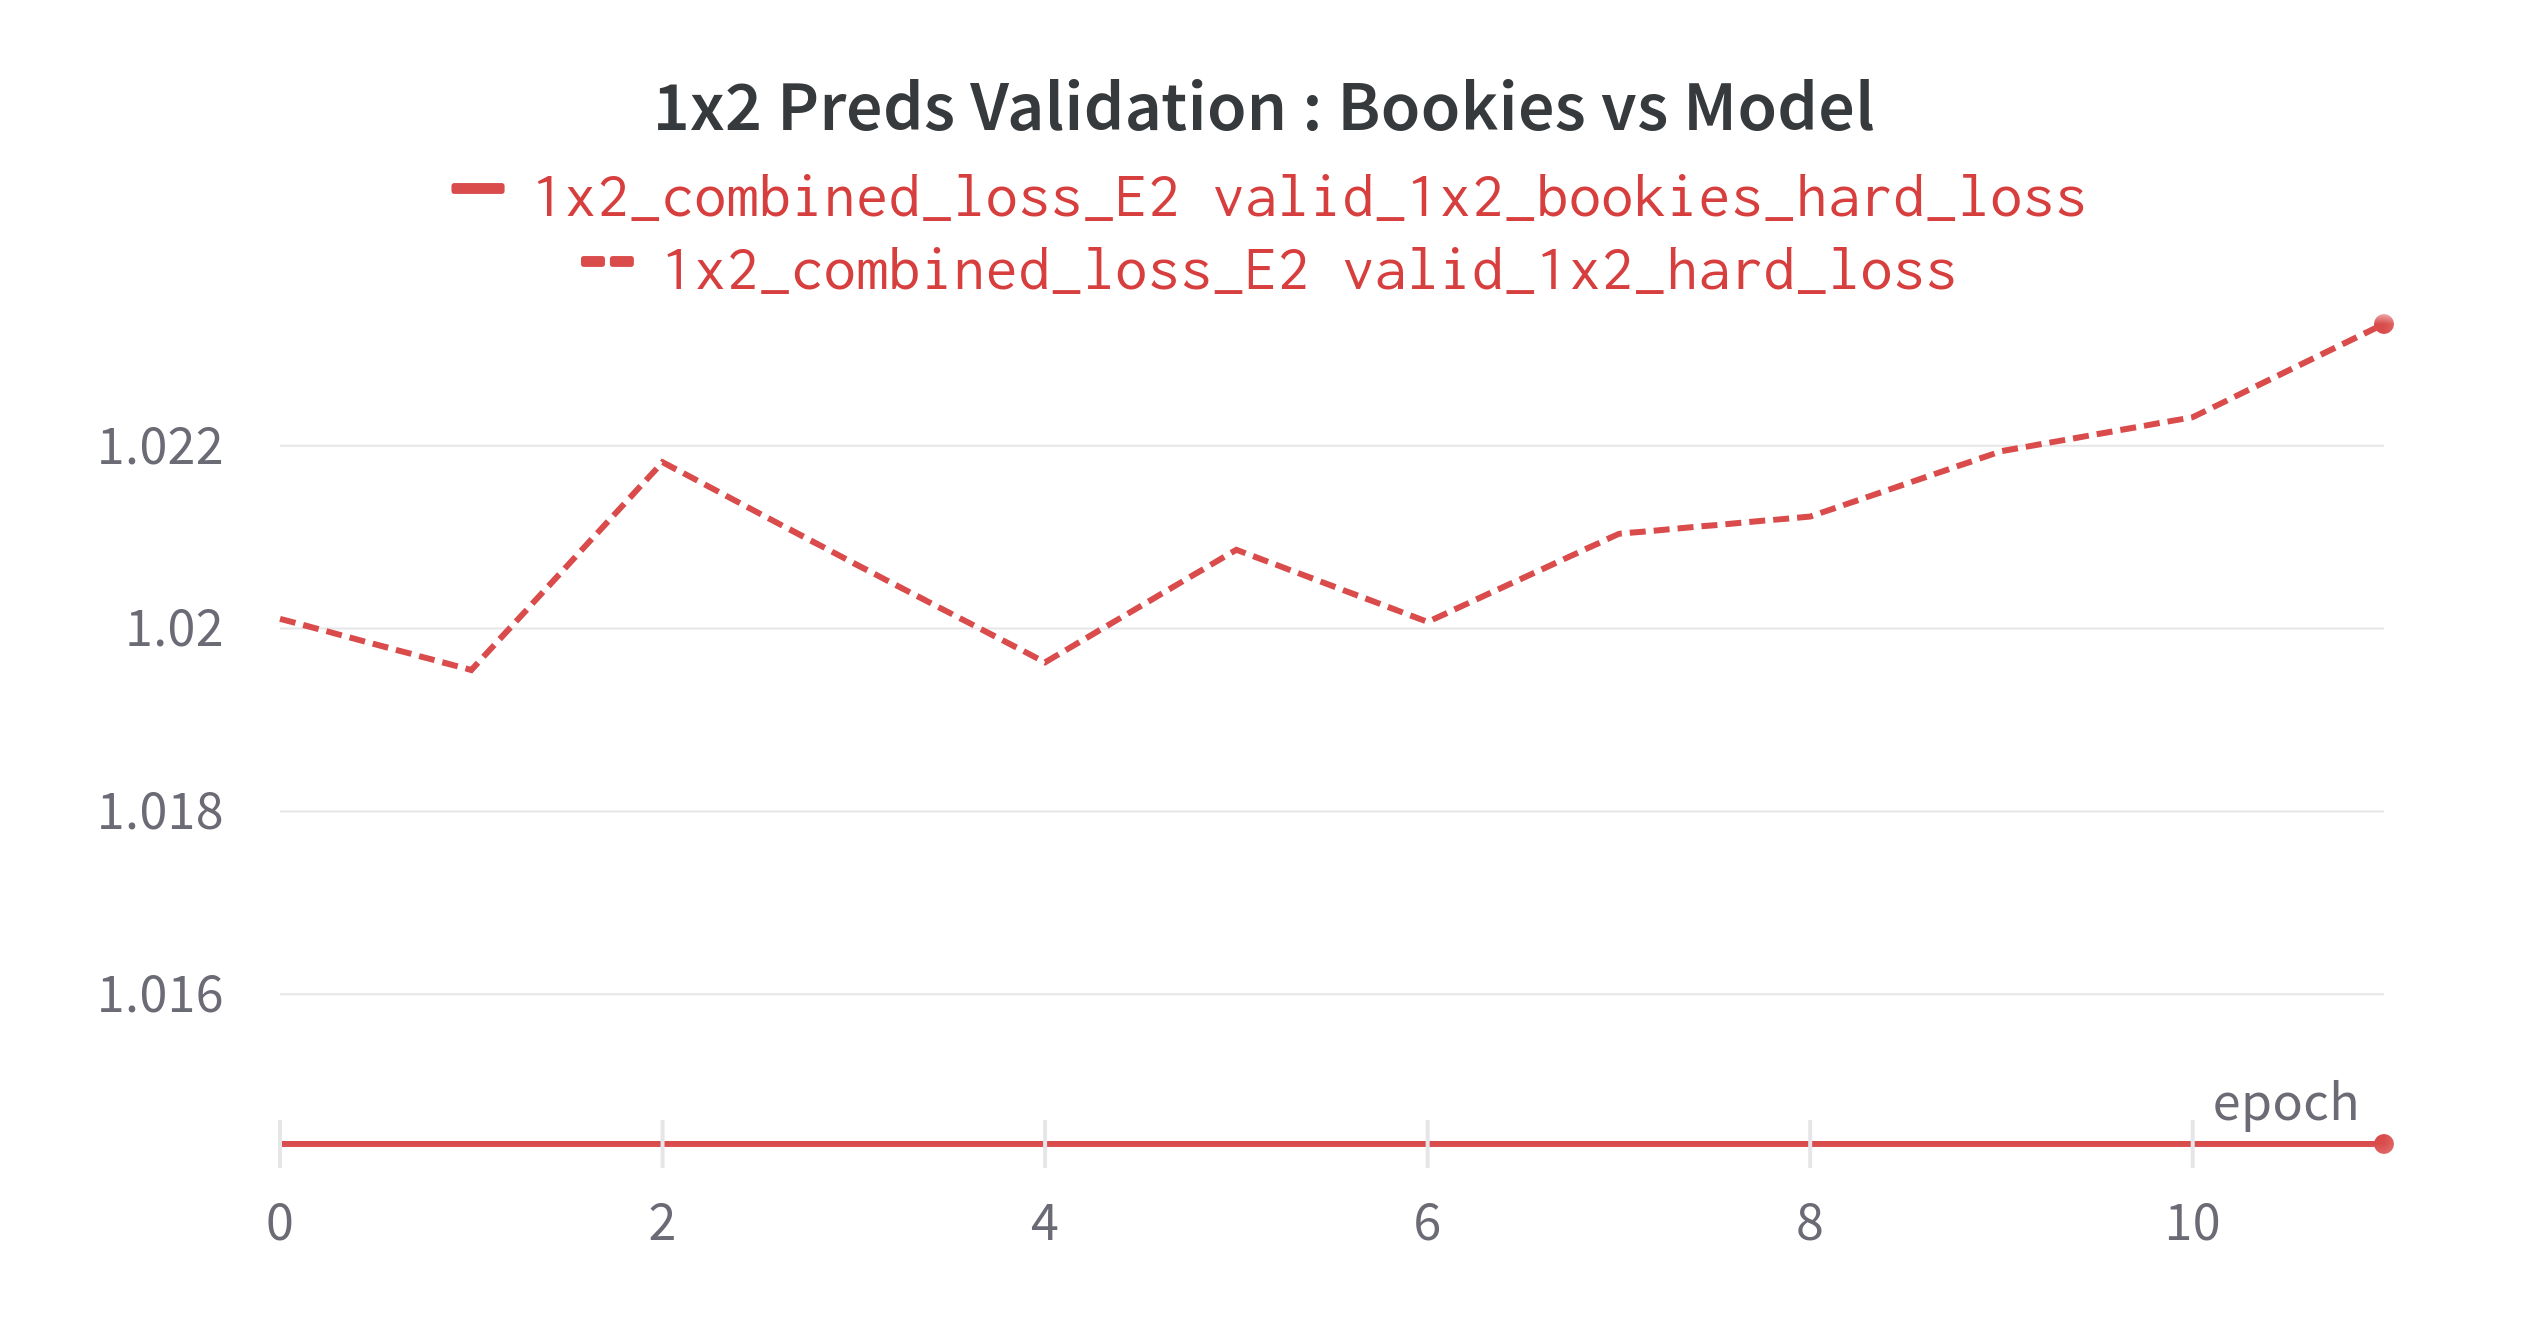 1x2 Preds Validation : Bookies vs Model
1x2_combined_loss_E2 valid_1x2_bookies_hard_loss
1x2_combined_loss_E2 valid_1x2_hard_loss
1.022
1.02
1.018
1.016
epoch
0 2 4 6 8 10